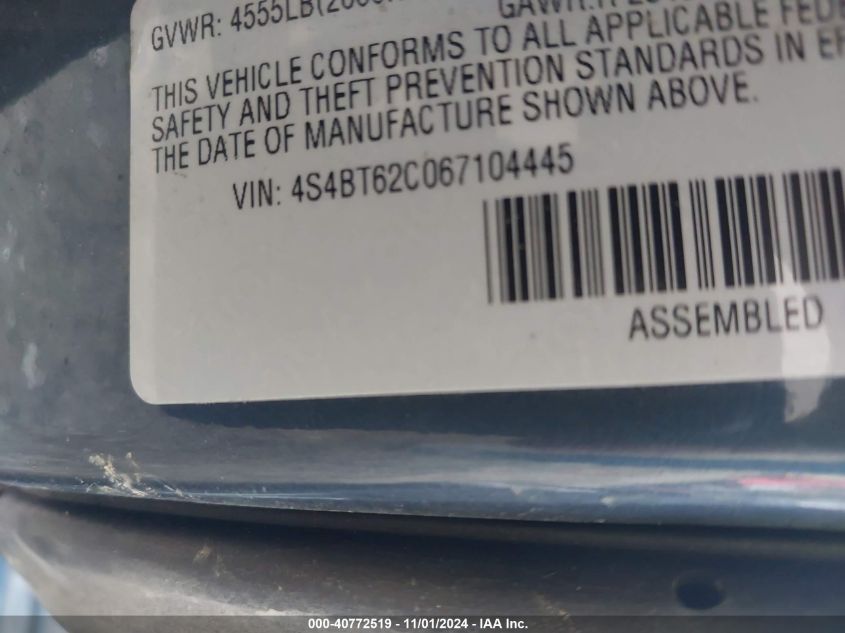 GVWR: 4555LB
THIS VEHICLE CONFORMS TO ALL APPLICABLE
SAFETY AND THEFT PREVENTION STANDARDS IN
THE DATE OF MANUFACTURE SHOWN ABOVE.
VIN: 4S4BT62C067104445
ASSEMBLED
000-40772519 - 11/01/2024 - IAA Inc.